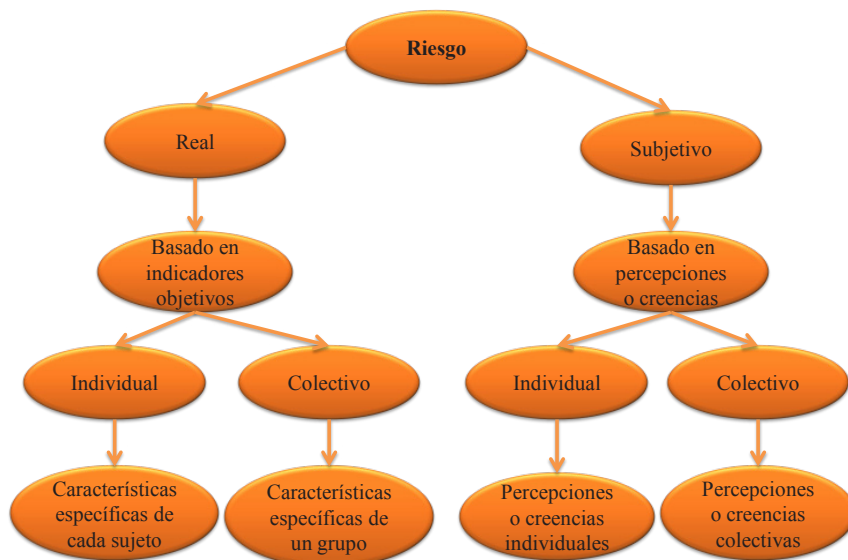 Riesgo
Real
Subjetivo
Basado en
indicadores
objetivos
Basado en
percepciones
o creencias
Individual
Colectivo
Individual
Colectivo
Características
específicas de
cada sujeto
Características
específicas de
un grupo
Percepciones
o creencias
individuales
Percepciones
o creencias
colectivas